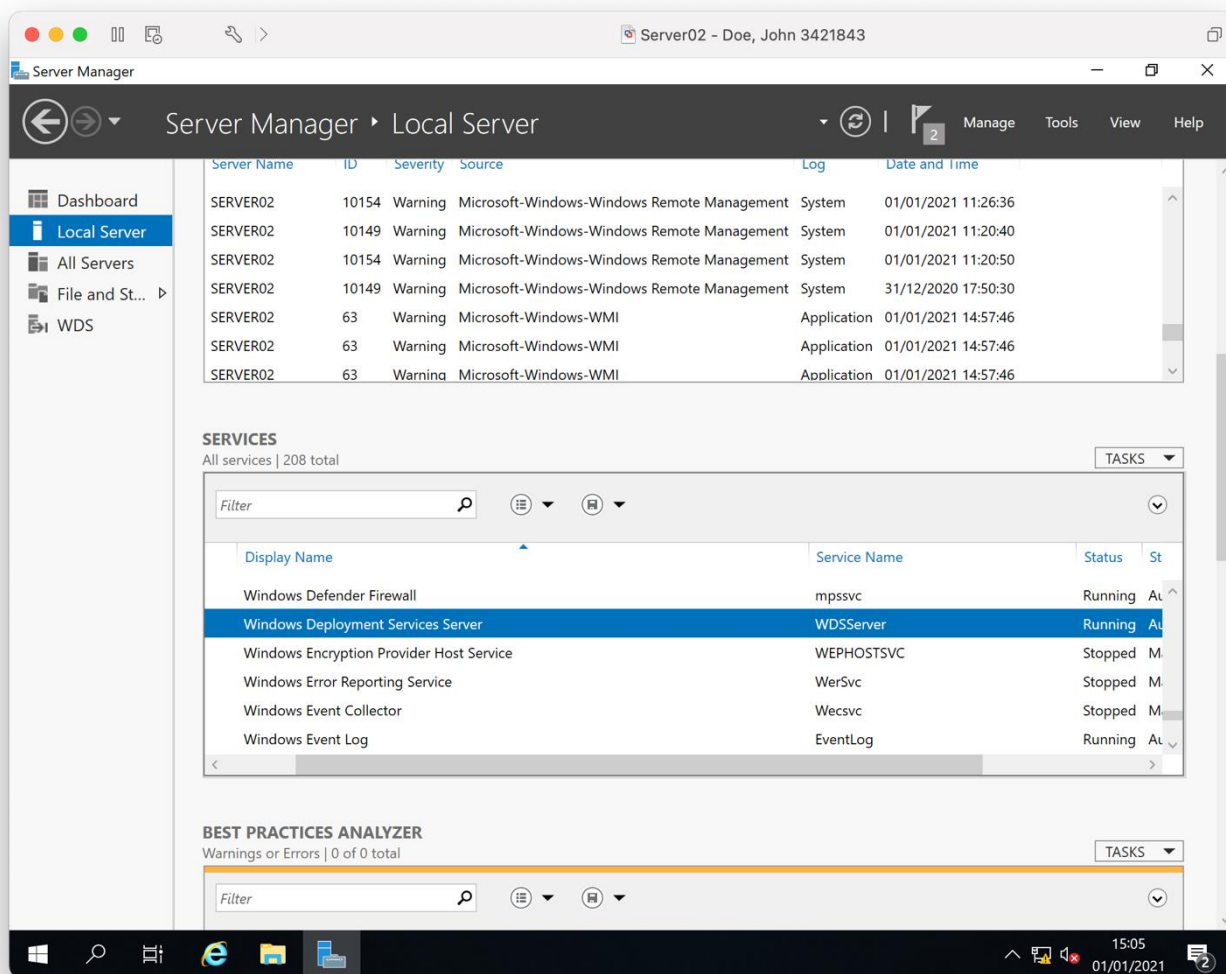 Server02 - Doe, John 3421843
Server Manager
Server Manager • Local Server
2
Manage Tools View Help
Dashboard
Local Server
All Servers
File and St...
WDS
Server Name ID Severity Source Log Date and Time
SERVER02 10154 Warning Microsoft-Windows-Windows Remote Management System 01/01/2021 11:26:36
SERVER02 10149 Warning Microsoft-Windows-Windows Remote Management System 01/01/2021 11:20:40
SERVER02 10154 Warning Microsoft-Windows-Windows Remote Management System 01/01/2021 11:20:50
SERVER02 10149 Warning Microsoft-Windows-Windows Remote Management System 31/12/2020 17:50:30
SERVER02 63 Warning Microsoft-Windows-WMI Application 01/01/2021 14:57:46
SERVER02 63 Warning Microsoft-Windows-WMI Application 01/01/2021 14:57:46
SERVER02 63 Warning Microsoft-Windows-WMI Application 01/01/2021 14:57:46
SERVICES
All services | 208 total
TASKS
Filter
Display Name Service Name Status St
Windows Defender Firewall mpssvc Running Au
Windows Deployment Services Server WDSServer Running Au
Windows Encryption Provider Host Service WEPHOSTSVC Stopped M
Windows Error Reporting Service WerSvc Stopped M
Windows Event Collector Wecsvc Stopped M
Windows Event Log EventLog Running Au
BEST PRACTICES ANALYZER
Warnings or Errors | 0 of 0 total
TASKS
Filter
15:05
01/01/2021
2